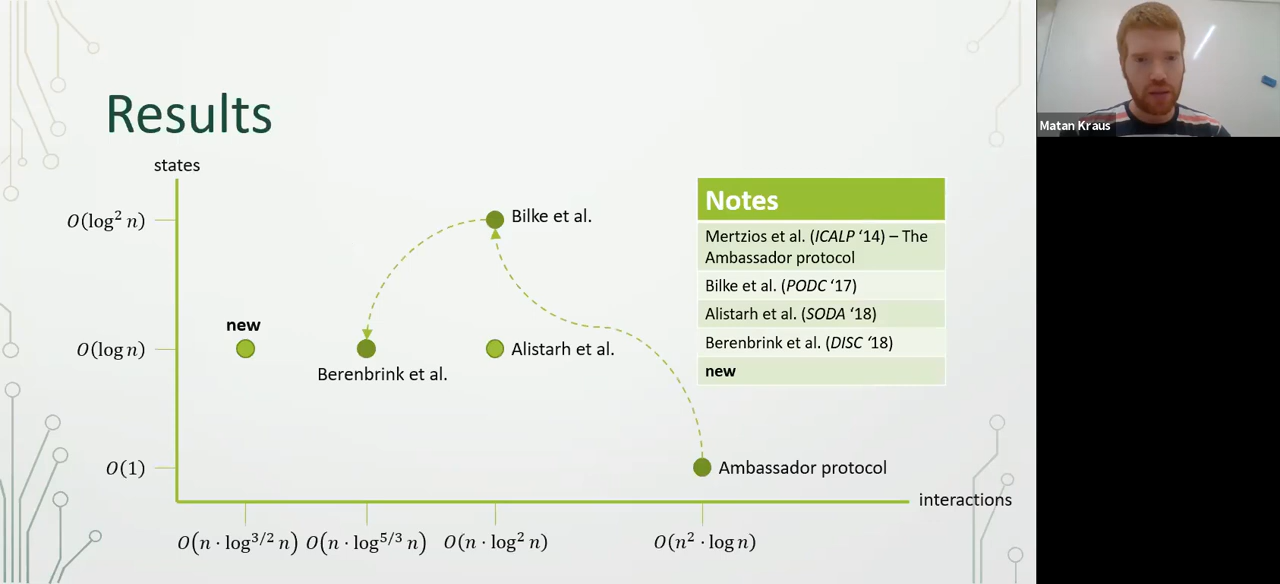 Results
states
O(log² n)
O(log n)
O(1)
Bilke et al.
new
Berenbrink et al.
Alistarh et al.
Ambassador protocol
interactions
O(n · log^{3/2} n)
O(n · log^{5/3} n)
O(n · log² n)
O(n² · log n)
Notes
Mertzios et al. (ICALP ‘14) – The
Ambassador protocol
Bilke et al. (PODC ‘17)
Alistarh et al. (SODA ‘18)
Berenbrink et al. (DISC ‘18)
new
Matan Kraus